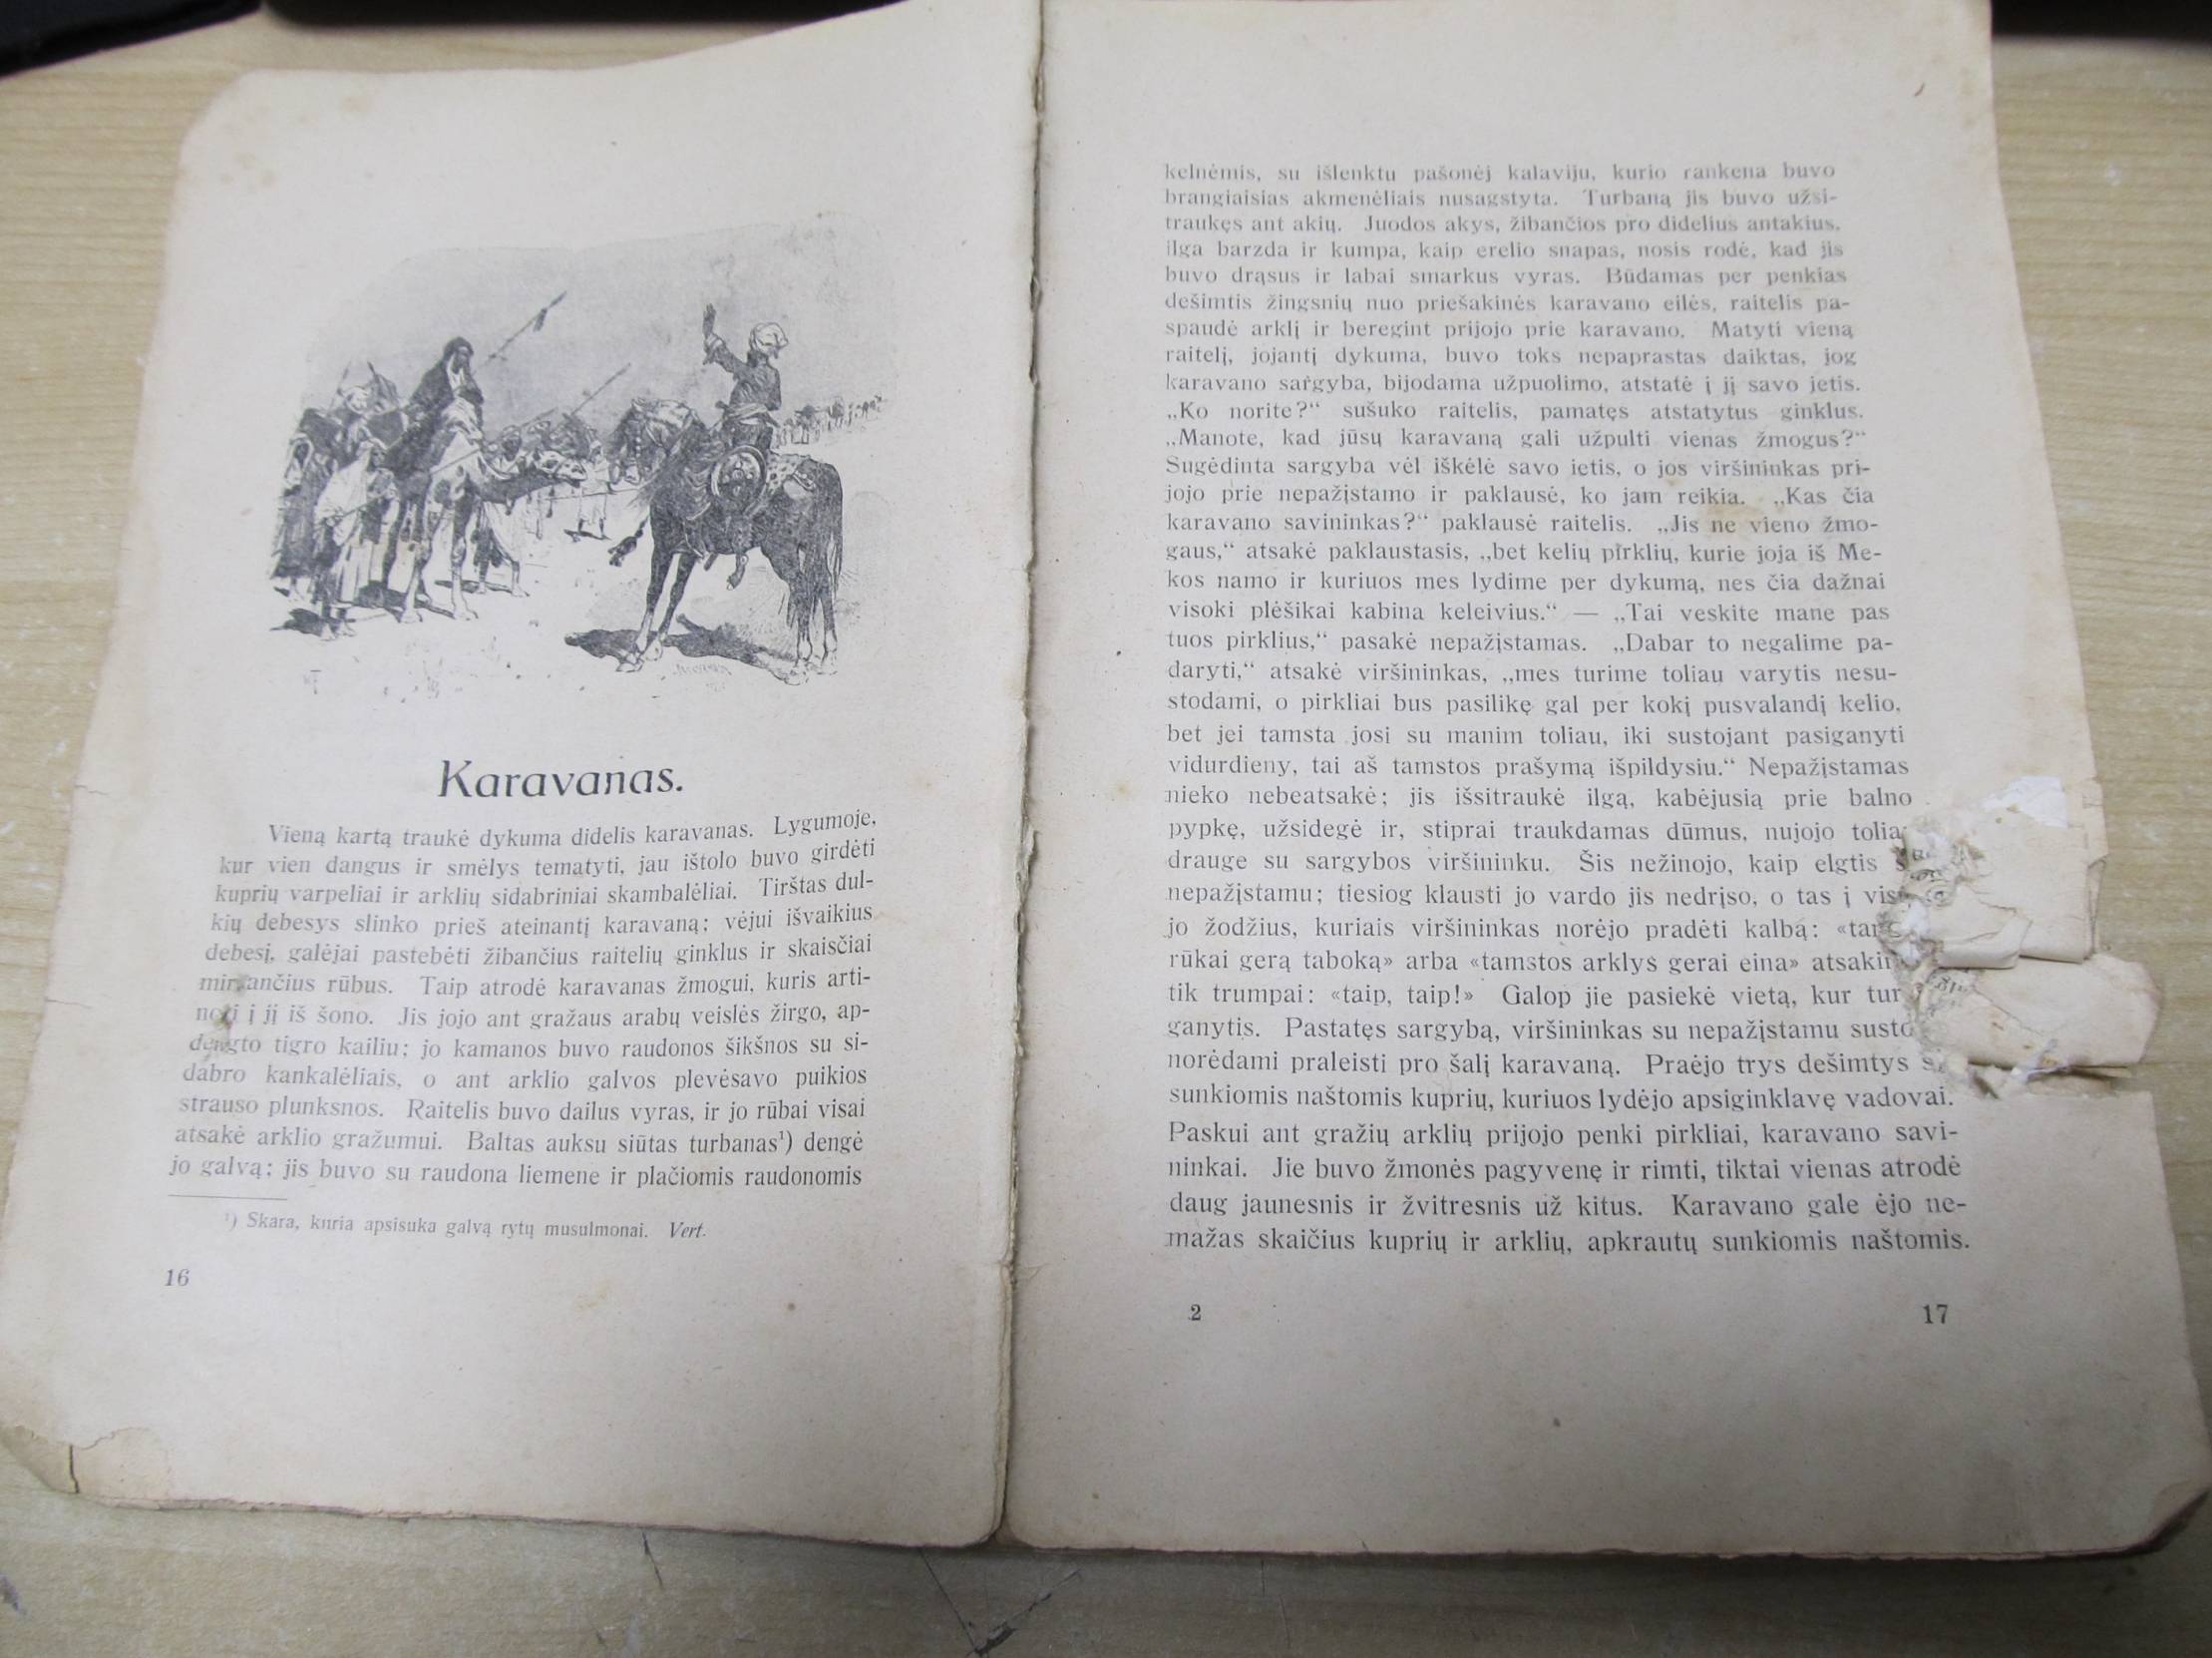 Karavanas.
Vieną kartą traukė dykuma didelis karavanas. Lygumoje,
kur vien dangus ir smėlys tematyti, jau ištolo buvo girdėti
kuprių varpeliai ir arklių sidabriniai skambalėliai. Tirštas dul-
kių debesys slinko prieš ateinantį karavaną; vėjui išvaikius
debesį, galėjai pastebėti žibančius raitelių ginklus ir skaisčiai
rūbus. Taip atrodė karavanas žmogui, kuris arti-
į jį iš šono. Jis jojo ant gražaus arabų veislės žirgo, ap-
tigro kailiu; jo kamanos buvo raudonos šikšnos su si-
dabro kankalėliais, o ant arklio galvos plevėsavo puikios
strauso plunksnos. Raitelis buvo dailus vyras, ir jo rūbai visai
atsakė arklio gražumui. Baltas auksu siūtas turbanas¹) dengė
jo galvą; jis buvo su raudona liemene ir plačiomis raudonomis
¹) Skara, kuria apsisuka galvą rytų musulmonai. Vert.
16
kelnėmis, su išlenktu pašonėj kalaviju, kurio rankena buvo
brangiaisias akmenėliais nusagstyta. Turbaną jis buvo užsi-
traukęs ant akių. Juodos akys, žibančios pro didelius antakius,
ilga barzda ir kumpa, kaip erelio snapas, nosis rodė, kad jis
buvo drąsus ir labai smarkus vyras. Būdamas per penkias
dešimtis žingsnių nuo priešakinės karavano eilės, raitelis pa-
spaudė arklį ir beregint prijojo prie karavano. Matyti vieną
raitelį, jojantį dykuma, buvo toks nepaprastas daiktas, jog
karavano sargyba, bijodama užpuolimo, atstatė į jį savo jetis.
„Ko norite?“ sušuko raitelis, pamatęs atstatytus ginklus.
„Manote, kad jūsų karavaną gali užpulti vienas žmogus?“
Sugėdinta sargyba vėl iškėlė savo ietis, o jos viršininkas pri-
jojo prie nepažįstamo ir paklausė, ko jam reikia. „Kas čia
karavano savininkas?“ paklausė raitelis. „Jis ne vieno žmo-
gaus,“ atsakė paklaustasis, „bet kelių pirklių, kurie joja iš Me-
kos namo ir kuriuos mes lydime per dykumą, nes čia dažnai
visoki plėšikai kabina keleivius.“ — „Tai veskite mane pas
tuos pirklius,“ pasakė nepažįstamas. „Dabar to negalime pa-
daryti,“ atsakė viršininkas, „mes turime toliau varytis nesu-
stodami, o pirkliai bus pasilikę gal per kokį pusvalandį kelio,
bet jei tamsta josi su manim toliau, iki sustojant pasiganyti
vidurdieny, tai aš tamstos prašymą išpildysiu.“ Nepažįstamas
nieko nebeatsakė; jis išsitraukė ilgą, kabėjusią prie balno
pypkę, užsidegė ir, stipriai traukdamas dūmus, nujojo
drauge su sargybos viršininku. Šis nežinojo, kaip elgtis
nepažįstamu; tiesiog klausti jo vardo jis nedrįso, o tas į
jo žodžius, kuriais viršininkas norėjo pradėti kalbą:
rūkai gerą taboką» arba «tamstos arklys gerai eina»
tik trumpai: «taip, taip!» Galop jie pasiekė vietą, kur
ganytis. Pastatęs sargybą, viršininkas su nepažįstamu
norėdami praleisti pro šalį karavaną. Praėjo trys dešimtys
sunkiomis naštomis kuprių, kuriuos lydėjo apsiginklavę vadovai.
Paskui ant gražių arklių prijojo penki pirkliai, karavano savi-
ninkai. Jie buvo žmonės pagyvenę ir rimti, tiktai vienas atrodė
daug jaunesnis ir žvitresnis už kitus. Karavano gale ėjo ne-
mažas skaičius kuprių ir arklių, apkrautų sunkiomis naštomis.
2
17